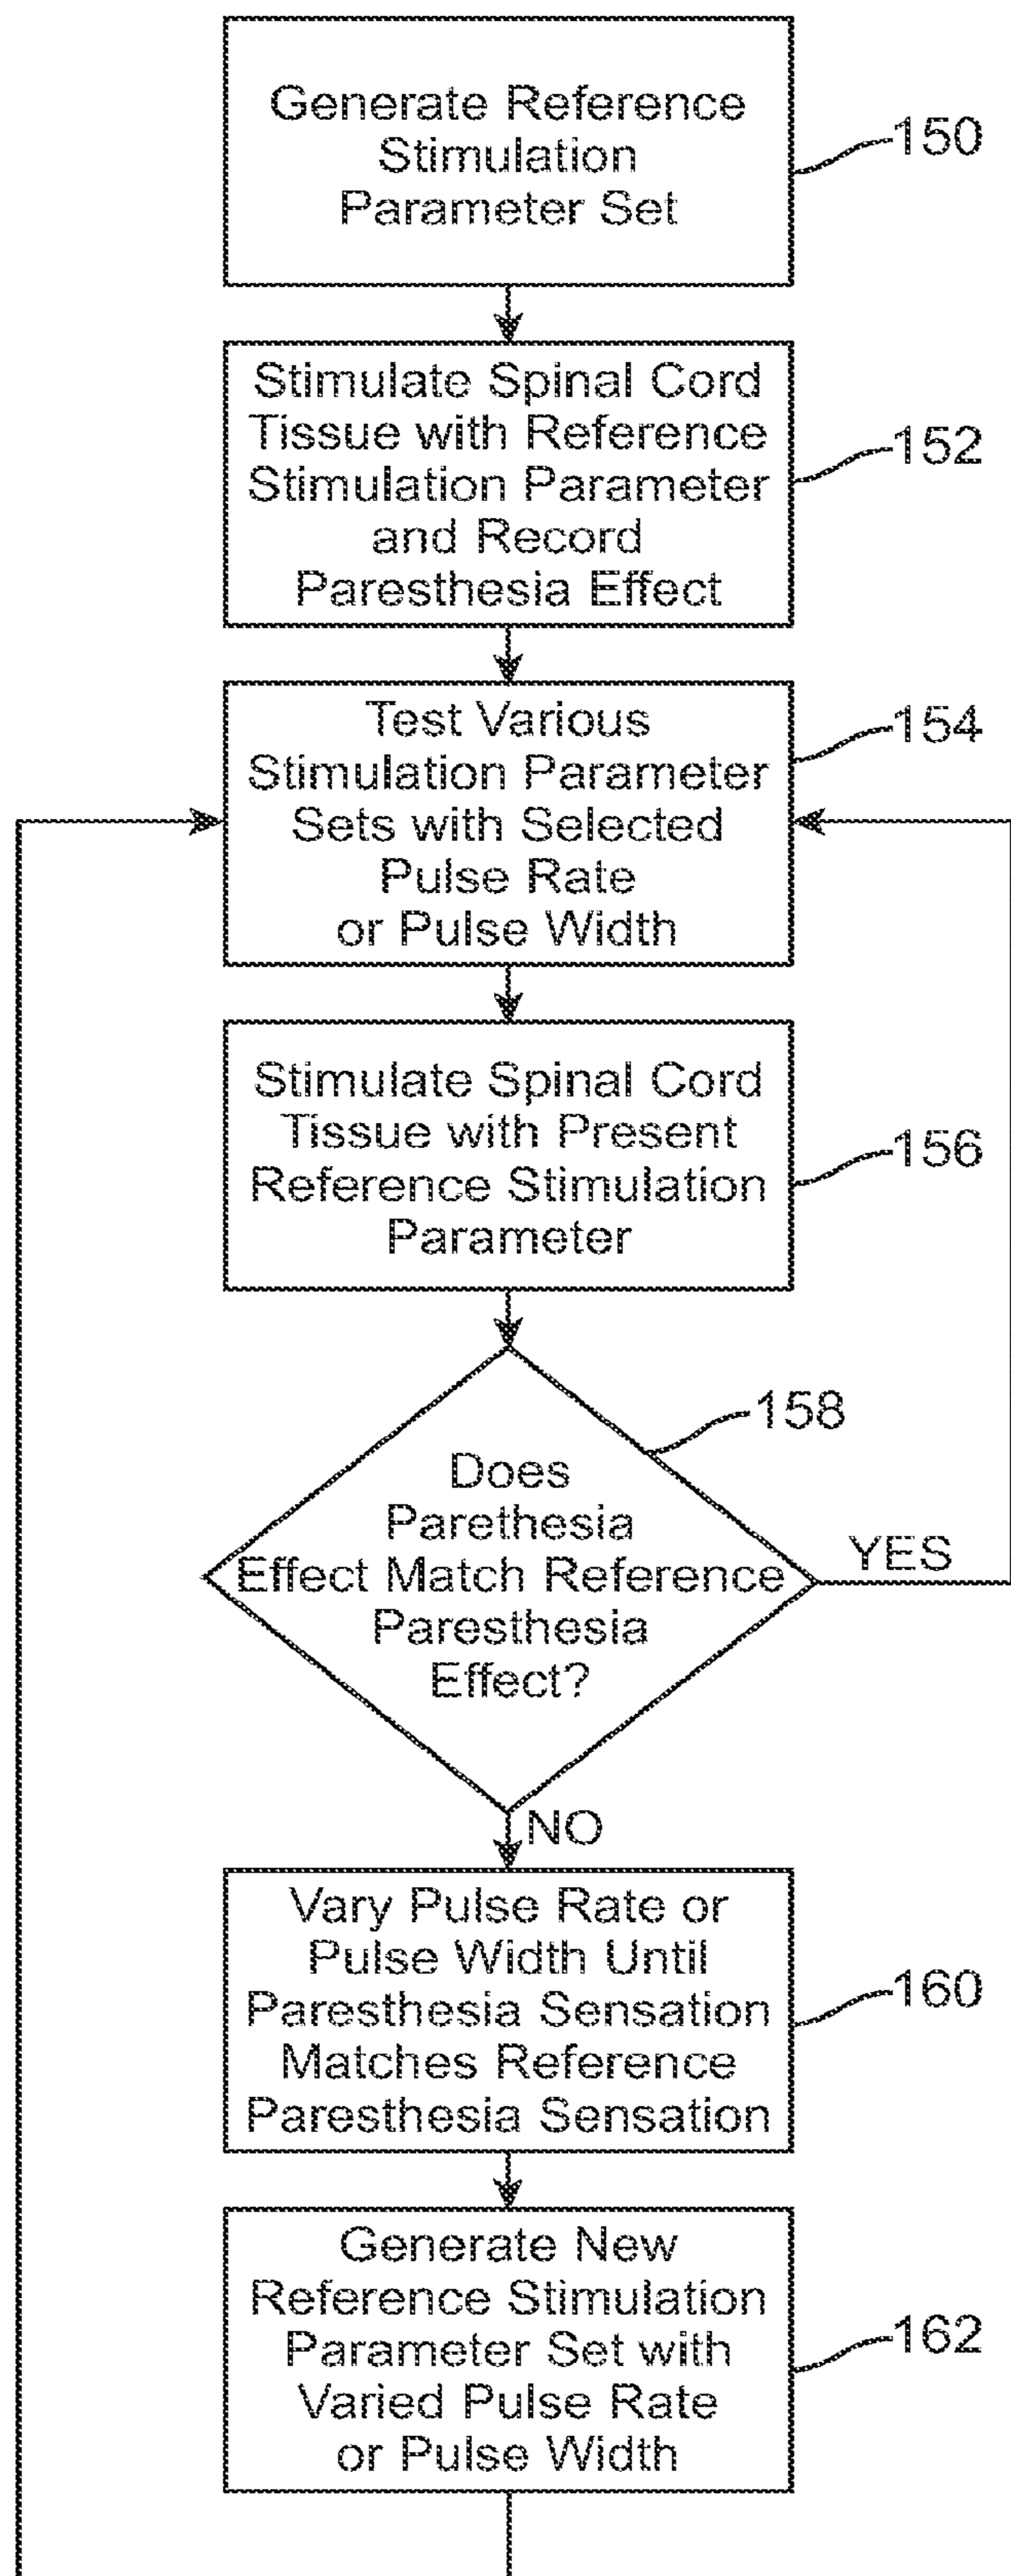 Generate Reference
Stimulation
Parameter Set
150
Stimulate Spinal Cord
Tissue with Reference
Stimulation Parameter
and Record
Paresthesia Effect
152
Test Various
Stimulation Parameter
Sets with Selected
Pulse Rate
or Pulse Width
154
Stimulate Spinal Cord
Tissue with Present
Reference Stimulation
Parameter
156
Does
Parethesia
Effect Match Reference
Paresthesia
Effect?
158
YES
NO
Vary Pulse Rate or
Pulse Width Until
Paresthesia Sensation
Matches Reference
Paresthesia Sensation
160
Generate New
Reference Stimulation
Parameter Set with
Varied Pulse Rate
or Pulse Width
162